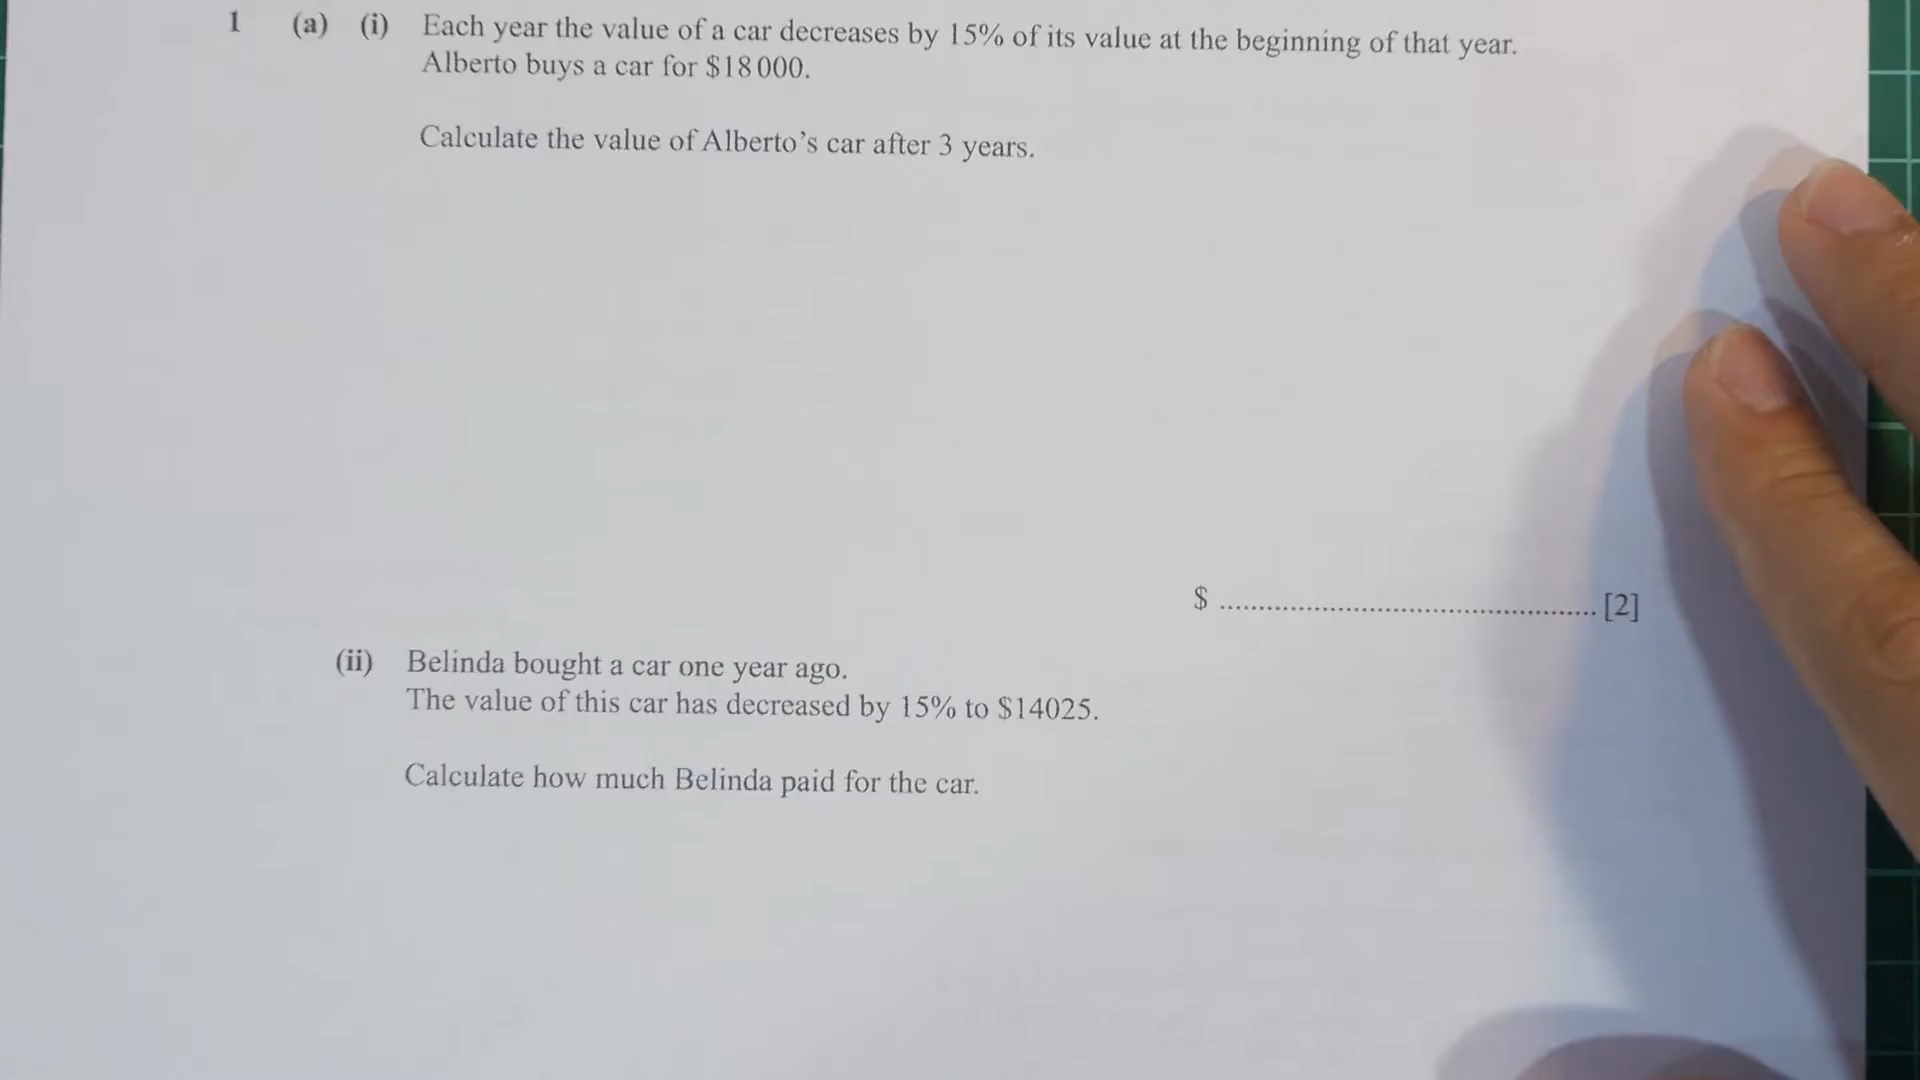 1 (a) (i) Each year the value of a car decreases by 15% of its value at the beginning of that year.
Alberto buys a car for $18 000.
Calculate the value of Alberto’s car after 3 years.
$ ................................................. [2]
(ii) Belinda bought a car one year ago.
The value of this car has decreased by 15% to $14025.
Calculate how much Belinda paid for the car.